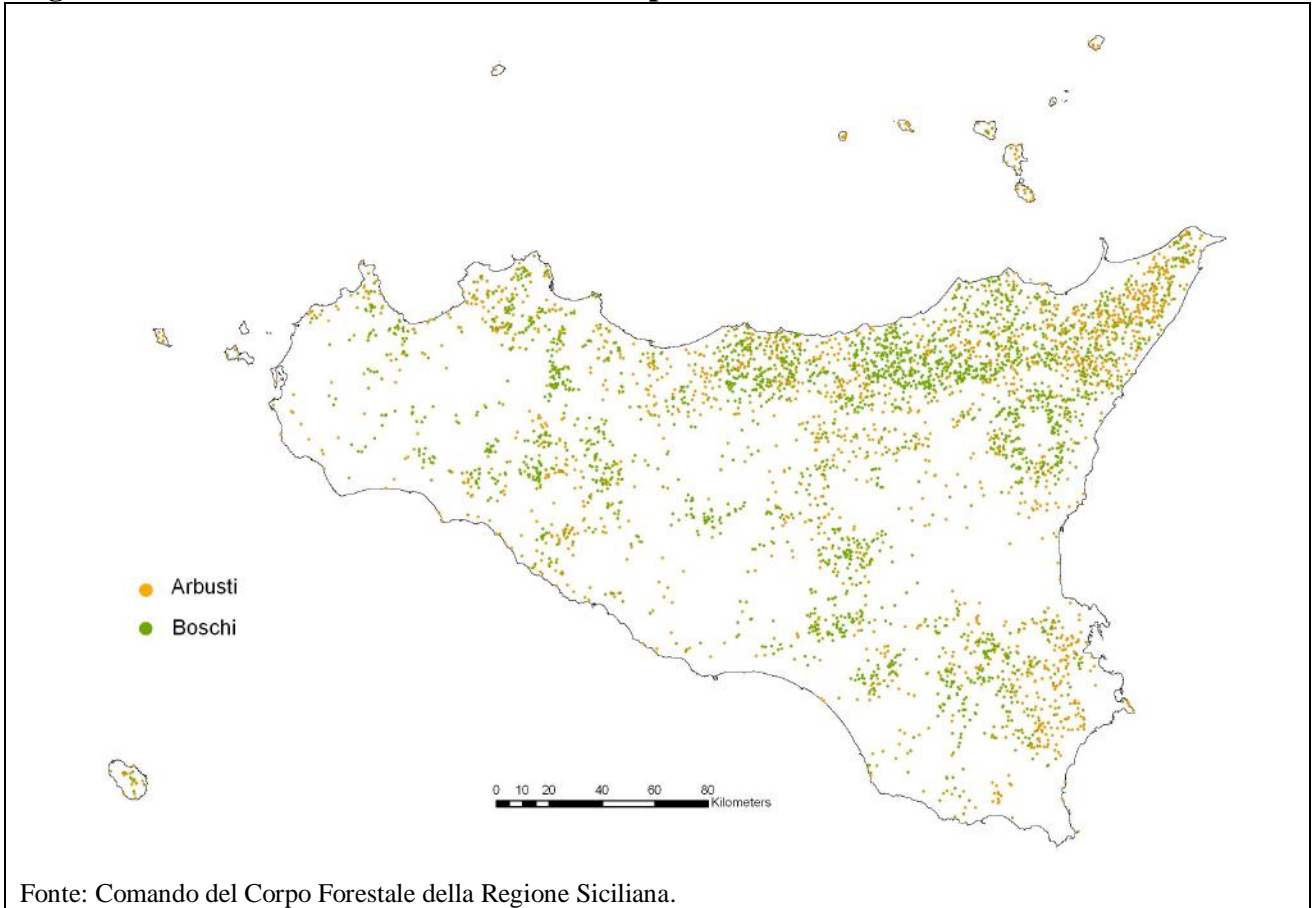 Arbusti
Boschi
0 10 20 40 60 80
Kilometers
Fonte: Comando del Corpo Forestale della Regione Siciliana.